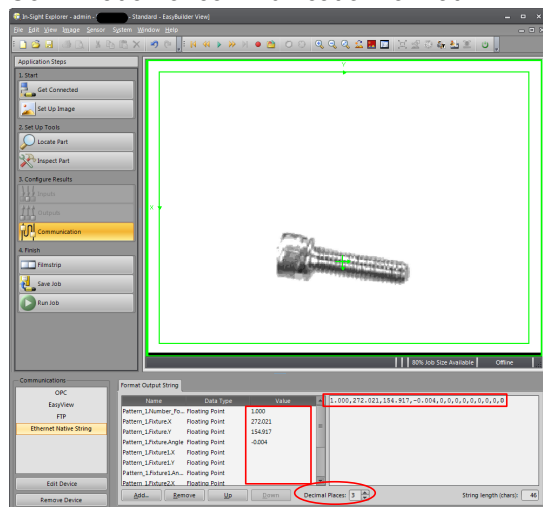 In-Sight Explorer - admin - - Standard - EasyBuilder View]
File Edit View Image Sensor System Window Help
Application Steps
1. Start
Get Connected
Set Up Image
2. Set Up Tools
Locate Part
Inspect Part
3. Configure Results
Inputs
Outputs
Communication
4. Finish
Filmstrip
Save Job
Run Job
80% Job Size Available Offline
Communications
OPC
EasyView
FTP
Ethernet Native String
Edit Device
Remove Device
Format Output String
Name Data Type Value
Pattern_1.Number_Fo... Floating Point 1.000
Pattern_1.Fixture.X Floating Point 272.021
Pattern_1.Fixture.Y Floating Point 154.917
Pattern_1.Fixture.Angle Floating Point -0.004
Pattern_1.Fixture1.X Floating Point
Pattern_1.Fixture1.Y Floating Point
Pattern_1.Fixture1.An... Floating Point
Pattern_1.Fixture2.X Floating Point
1.000,272.021,154.917,-0.004,0,0,0,0,0,0,0,0
Add... Remove Up Down Decimal Places: 3 String length (chars): 46